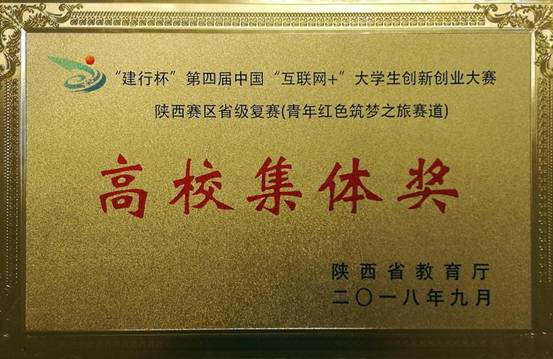 “建行杯”第四届中国“互联网+”大学生创新创业大赛
陕西赛区省级复赛(青年红色筑梦之旅赛道)
高校集体奖
陕西省教育厅
二〇一八年九月